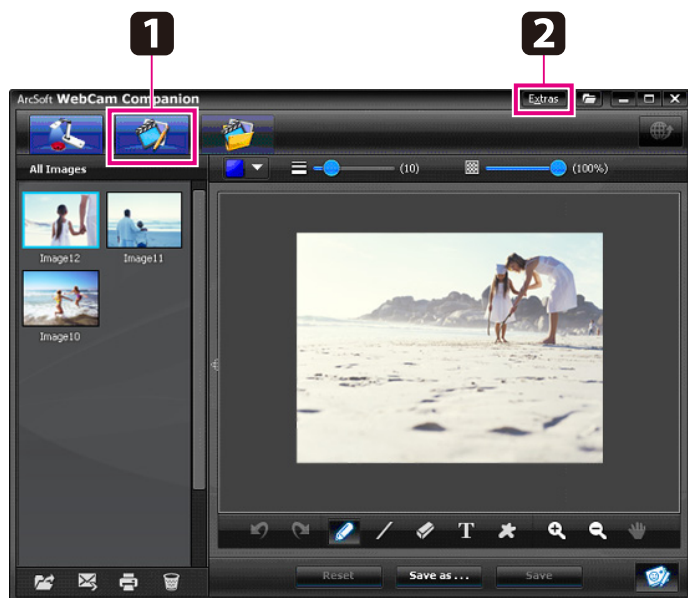 1
2
ArcSoft WebCam Companion
Extras
All Images
(10)
(100%)
Image12
Image11
Image10
T
Reset
Save as ...
Save